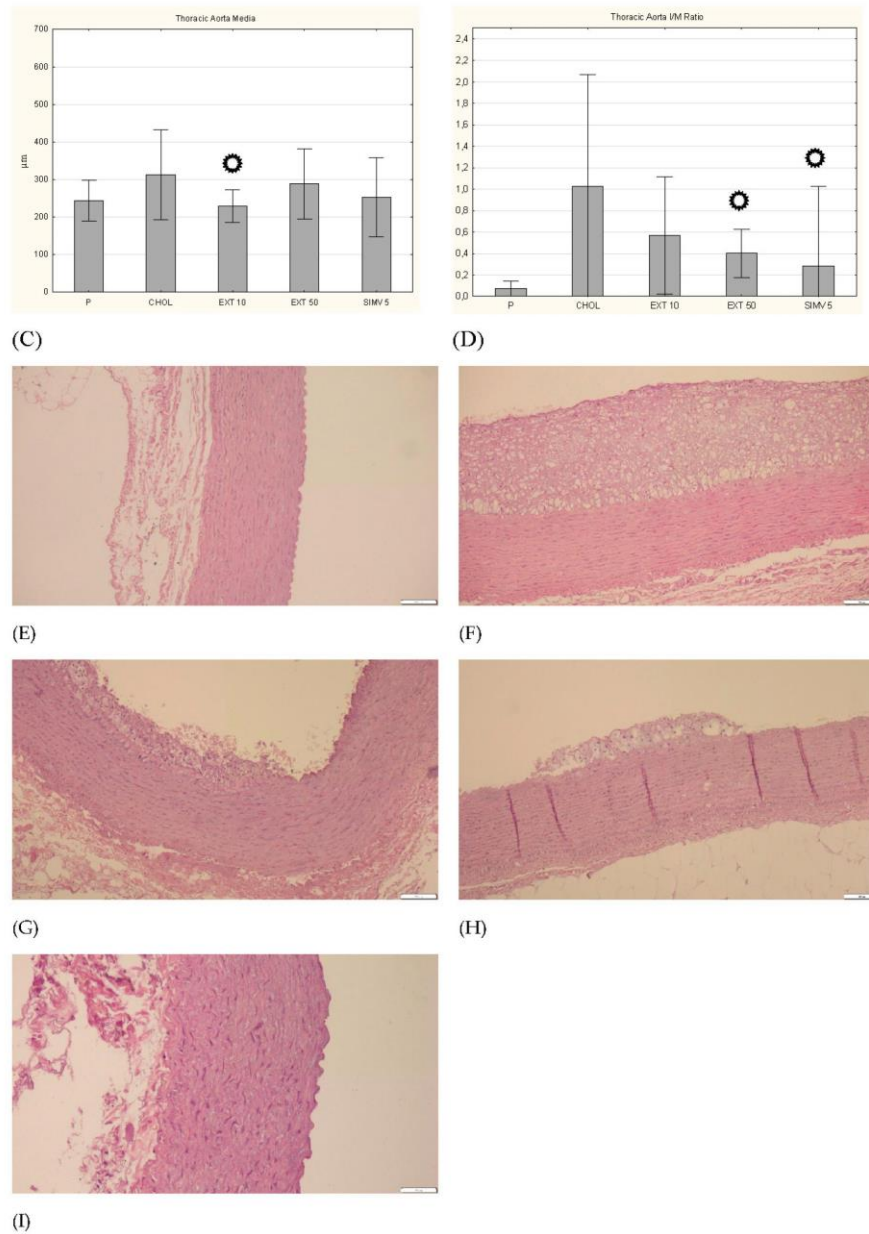 Thoracic Aorta Media
700
600
500
400
300
200
100
0
µm
P CHOL EXT 10 EXT 50 SIMV 5
(C)
Thoracic Aorta I/M Ratio
2,4
2,2
2,0
1,8
1,6
1,4
1,2
1,0
0,8
0,6
0,4
0,2
0,0
P CHOL EXT 10 EXT 50 SIMV 5
(D)
(E)
(F)
(G)
(H)
(I)